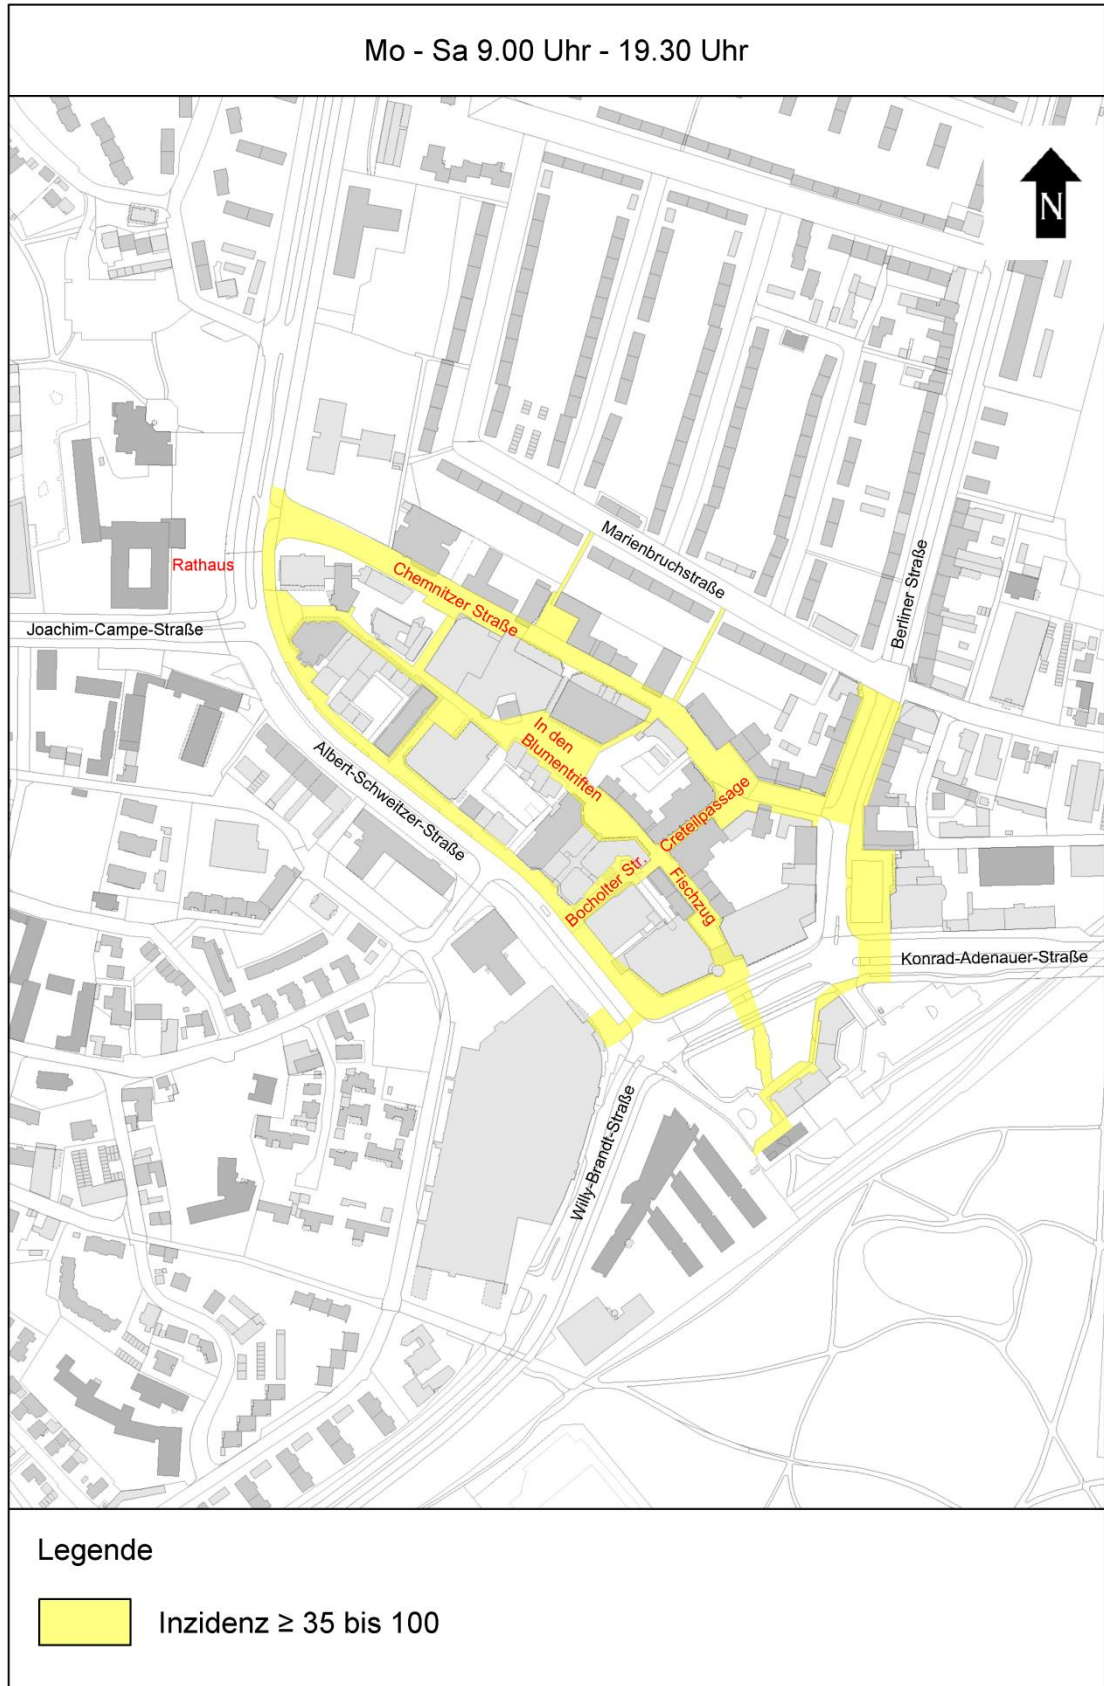 Mo - Sa 9.00 Uhr - 19.30 Uhr
N
Marienbruchstraße
Berliner Straße
Rathaus
Chemnitzer Straße
Joachim-Campe-Straße
In den
Blumentriften
Albert-Schweitzer-Straße
Creteilpassage
Bocholter Str.
Fischzug
Konrad-Adenauer-Straße
Willy-Brandt-Straße
Legende
Inzidenz ≥ 35 bis 100